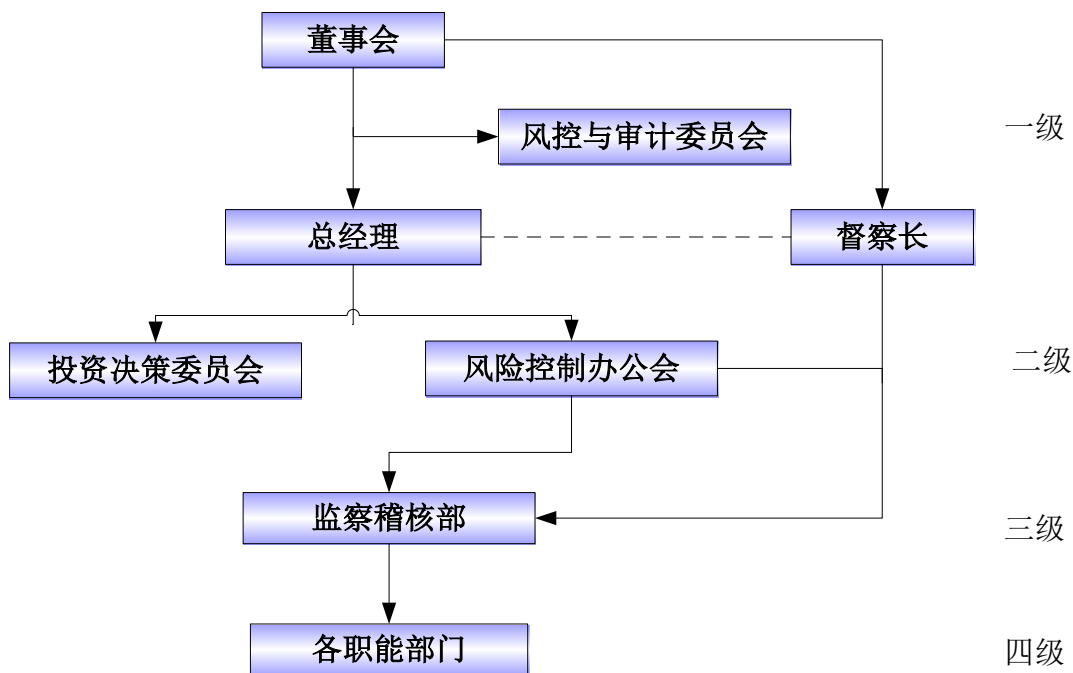 董事会
风控与审计委员会
一级
总经理
督察长
投资决策委员会
风险控制办公会
二级
监察稽核部
三级
各职能部门
四级